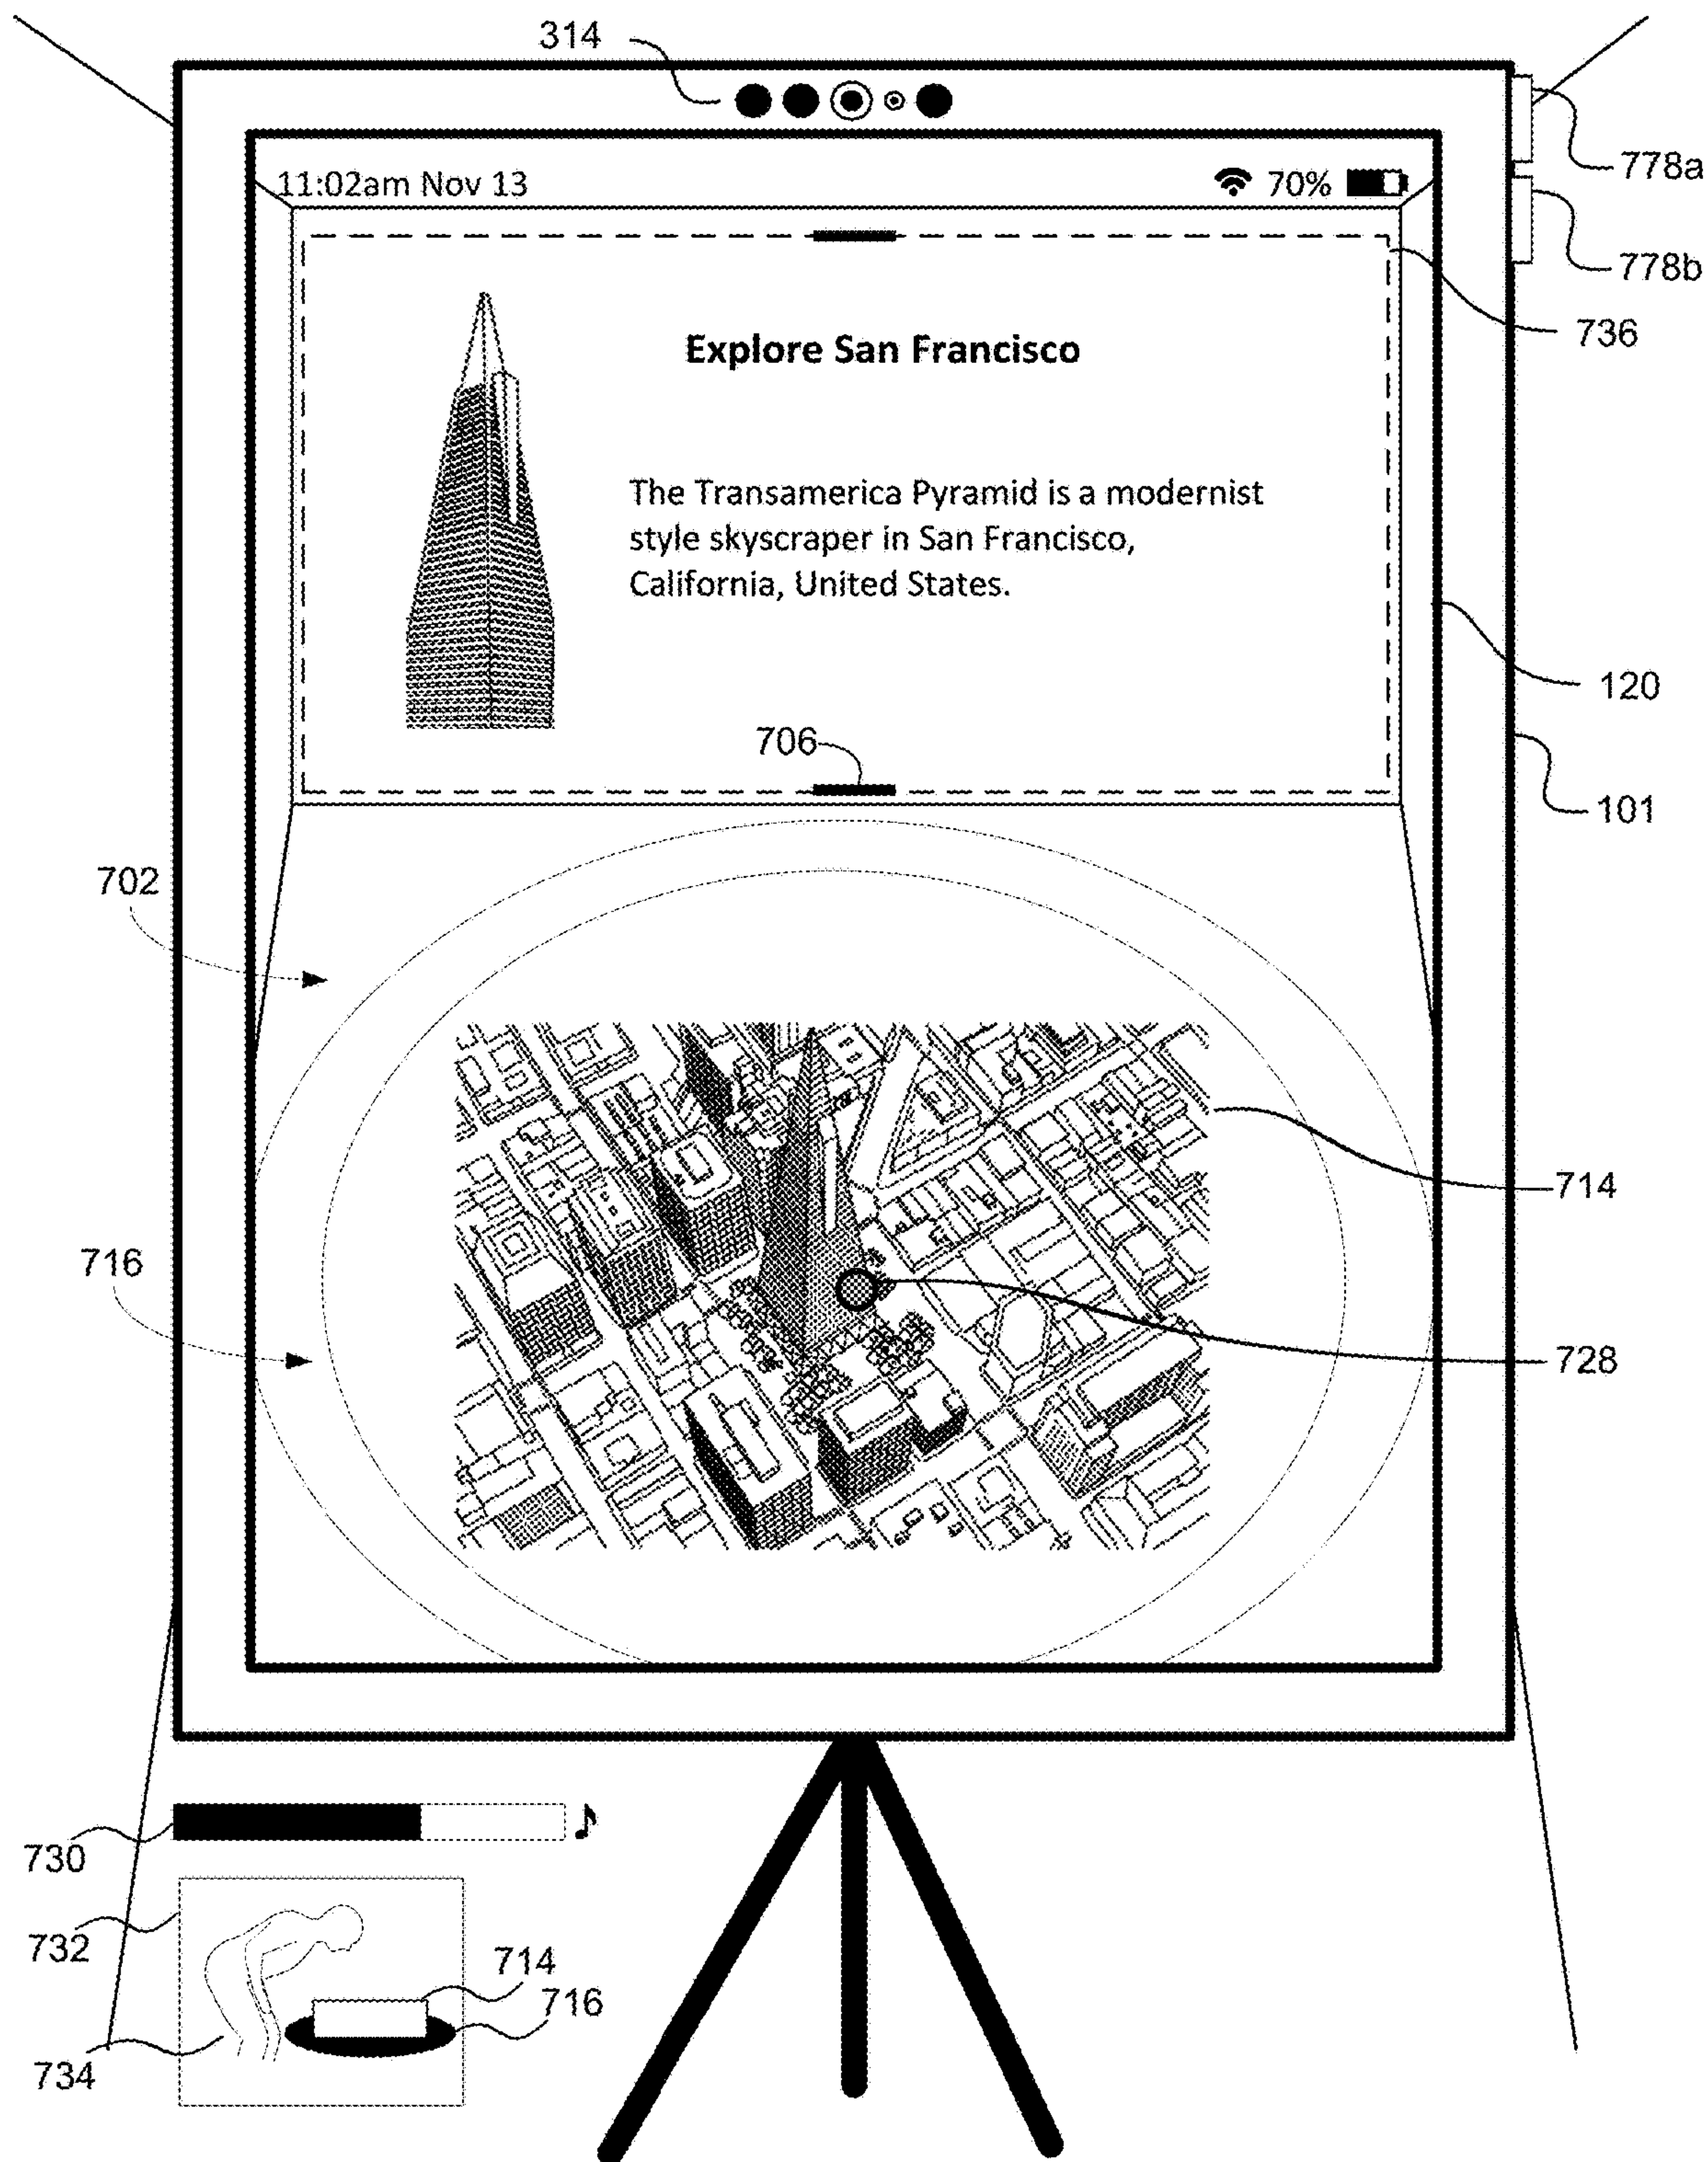 314
778a
11:02am Nov 13
70%
778b
736
Explore San Francisco
The Transamerica Pyramid is a modernist
style skyscraper in San Francisco,
California, United States.
120
706
101
702
714
716
728
730
732
714
716
734